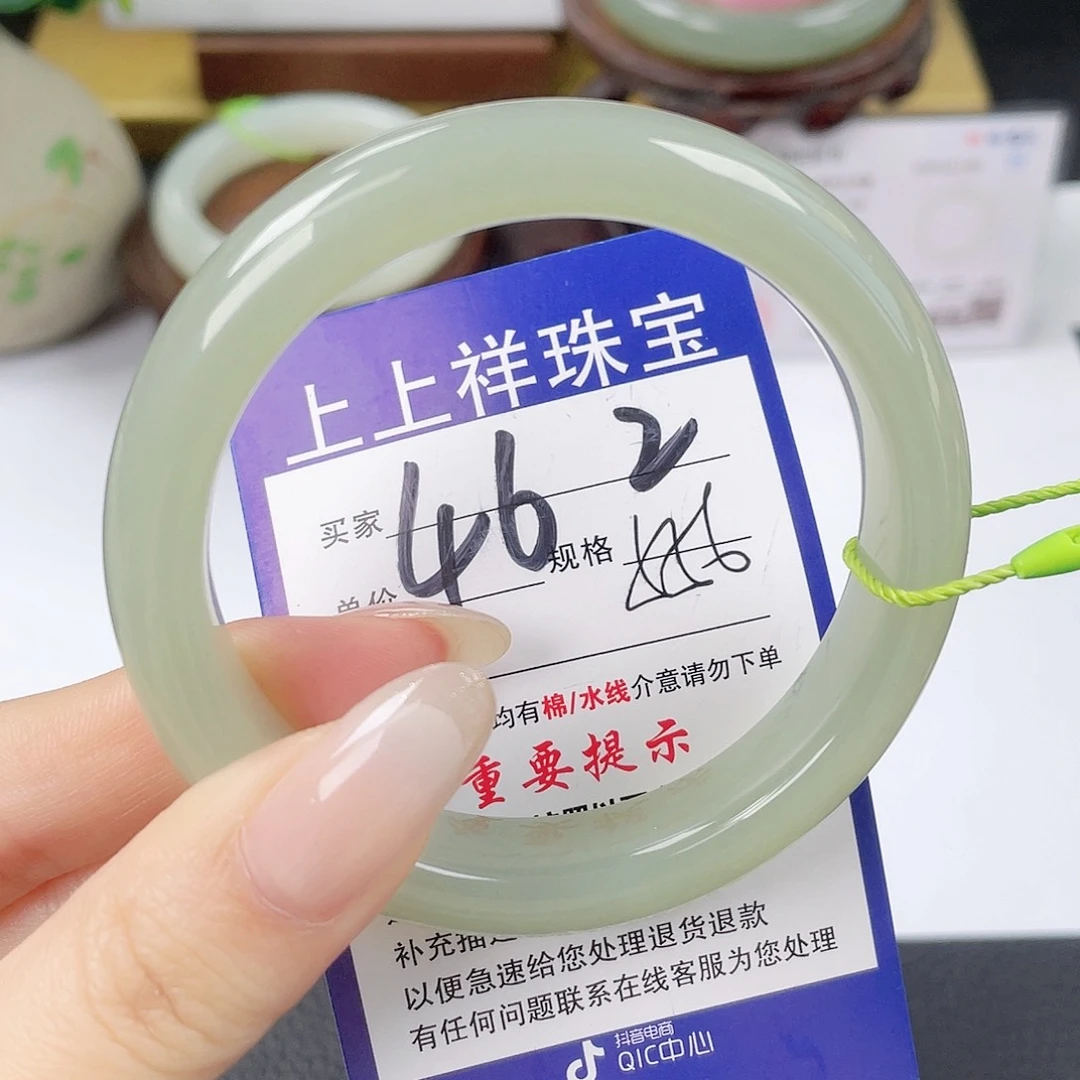 上上祥珠宝
买家 46 2
单价 规格
均有棉/水线介意请勿下单
重要提示
补充描述
以便急速给您处理退货退款
有任何问题联系在线客服为您处理
抖音电商
QIC中心